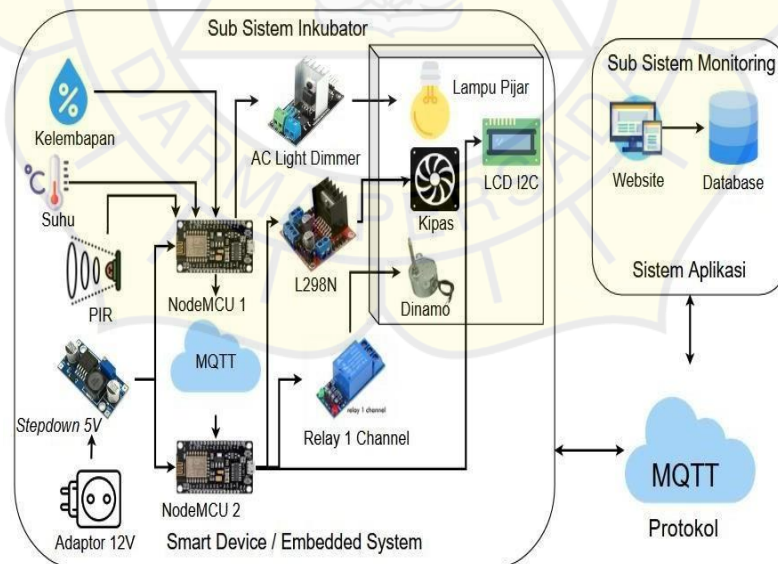 Sub Sistem Inkubator
Kelembapan
Suhu
PIR
Stepdown 5V
Adaptor 12V
NodeMCU 1
MQTT
NodeMCU 2
AC Light Dimmer
L298N
relay 1 channel
Relay 1 Channel
Lampu Pijar
Kipas
LCD I2C
Dinamo
Smart Device / Embedded System
Sub Sistem Monitoring
Website
Database
Sistem Aplikasi
MQTT
Protokol
%
°C
DARMA PERSADA